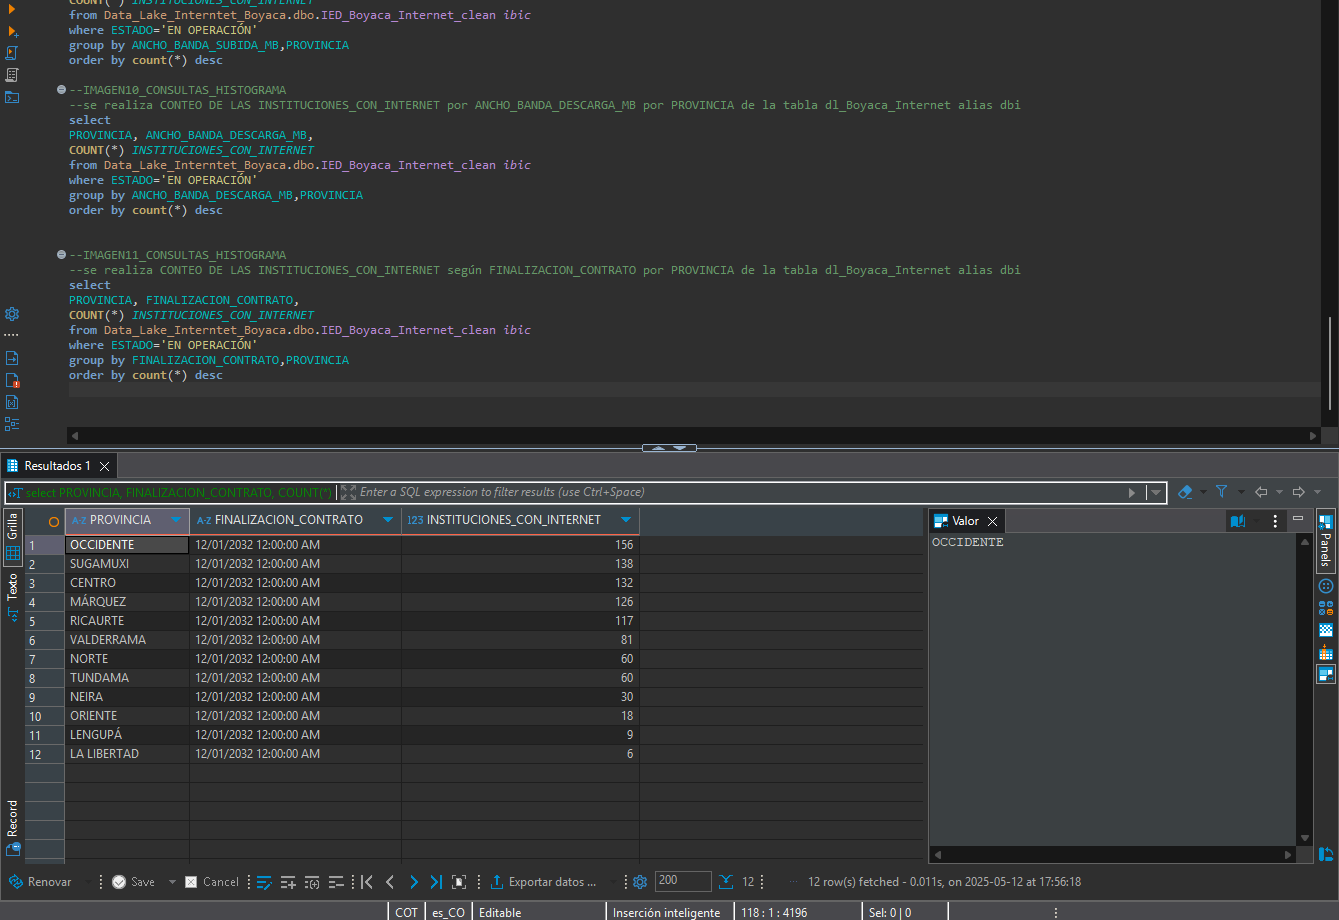 COUNT(*) INSTITUCIONES_CON_INTERNET
from Data_Lake_Interntet_Boyaca.dbo.IED_Boyaca_Internet_clean ibic
where ESTADO='EN OPERACIÓN'
group by ANCHO_BANDA_SUBIDA_MB,PROVINCIA
order by count(*) desc
--IMAGEN10_CONSULTAS_HISTOGRAMA
--se realiza CONTEO DE LAS INSTITUCIONES_CON_INTERNET por ANCHO_BANDA_DESCARGA_MB por PROVINCIA de la tabla dl_Boyaca_Internet alias dbi
select
PROVINCIA, ANCHO_BANDA_DESCARGA_MB,
COUNT(*) INSTITUCIONES_CON_INTERNET
from Data_Lake_Interntet_Boyaca.dbo.IED_Boyaca_Internet_clean ibic
where ESTADO='EN OPERACIÓN'
group by ANCHO_BANDA_DESCARGA_MB,PROVINCIA
order by count(*) desc
--IMAGEN11_CONSULTAS_HISTOGRAMA
--se realiza CONTEO DE LAS INSTITUCIONES_CON_INTERNET según FINALIZACION_CONTRATO por PROVINCIA de la tabla dl_Boyaca_Internet alias dbi
select
PROVINCIA, FINALIZACION_CONTRATO,
COUNT(*) INSTITUCIONES_CON_INTERNET
from Data_Lake_Interntet_Boyaca.dbo.IED_Boyaca_Internet_clean ibic
where ESTADO='EN OPERACIÓN'
group by FINALIZACION_CONTRATO,PROVINCIA
order by count(*) desc
Resultados 1
select PROVINCIA, FINALIZACION_CONTRATO, COUNT(*) Enter a SQL expression to filter results (use Ctrl+Space)
Grilla
Texto
Record
A-Z PROVINCIA A-Z FINALIZACION_CONTRATO 123 INSTITUCIONES_CON_INTERNET
1 OCCIDENTE 12/01/2032 12:00:00 AM 156
2 SUGAMUXI 12/01/2032 12:00:00 AM 138
3 CENTRO 12/01/2032 12:00:00 AM 132
4 MÁRQUEZ 12/01/2032 12:00:00 AM 126
5 RICAURTE 12/01/2032 12:00:00 AM 117
6 VALDERRAMA 12/01/2032 12:00:00 AM 81
7 NORTE 12/01/2032 12:00:00 AM 60
8 TUNDAMA 12/01/2032 12:00:00 AM 60
9 NEIRA 12/01/2032 12:00:00 AM 30
10 ORIENTE 12/01/2032 12:00:00 AM 18
11 LENGUPÁ 12/01/2032 12:00:00 AM 9
12 LA LIBERTAD 12/01/2032 12:00:00 AM 6
Valor
OCCIDENTE
Panels
Renovar Save Cancel Exportar datos ... 200 12 12 row(s) fetched - 0.011s, on 2025-05-12 at 17:56:18
COT es_CO Editable Inserción inteligente 118 : 1 : 4196 Sel: 0 | 0